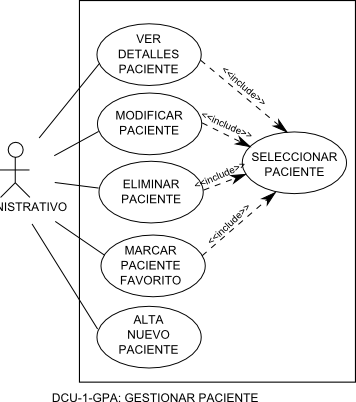 VER
DETALLES
PACIENTE
<<include>>
MODIFICAR
PACIENTE
<<include>>
SELECCIONAR
PACIENTE
ELIMINAR
PACIENTE
<<include>>
NISTRATIVO
MARCAR
PACIENTE
FAVORITO
<<include>>
ALTA
NUEVO
PACIENTE
DCU-1-GPA: GESTIONAR PACIENTE